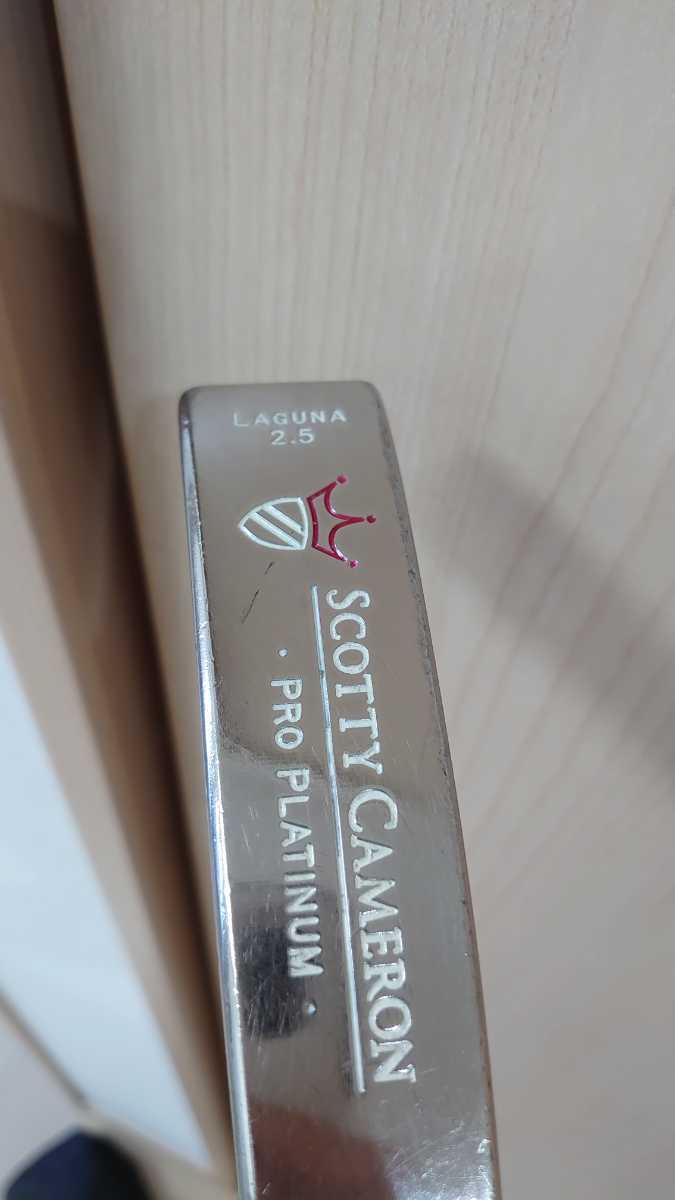 LAGUNA
2.5
SCOTTY CAMERON
· PRO PLATINUM ·